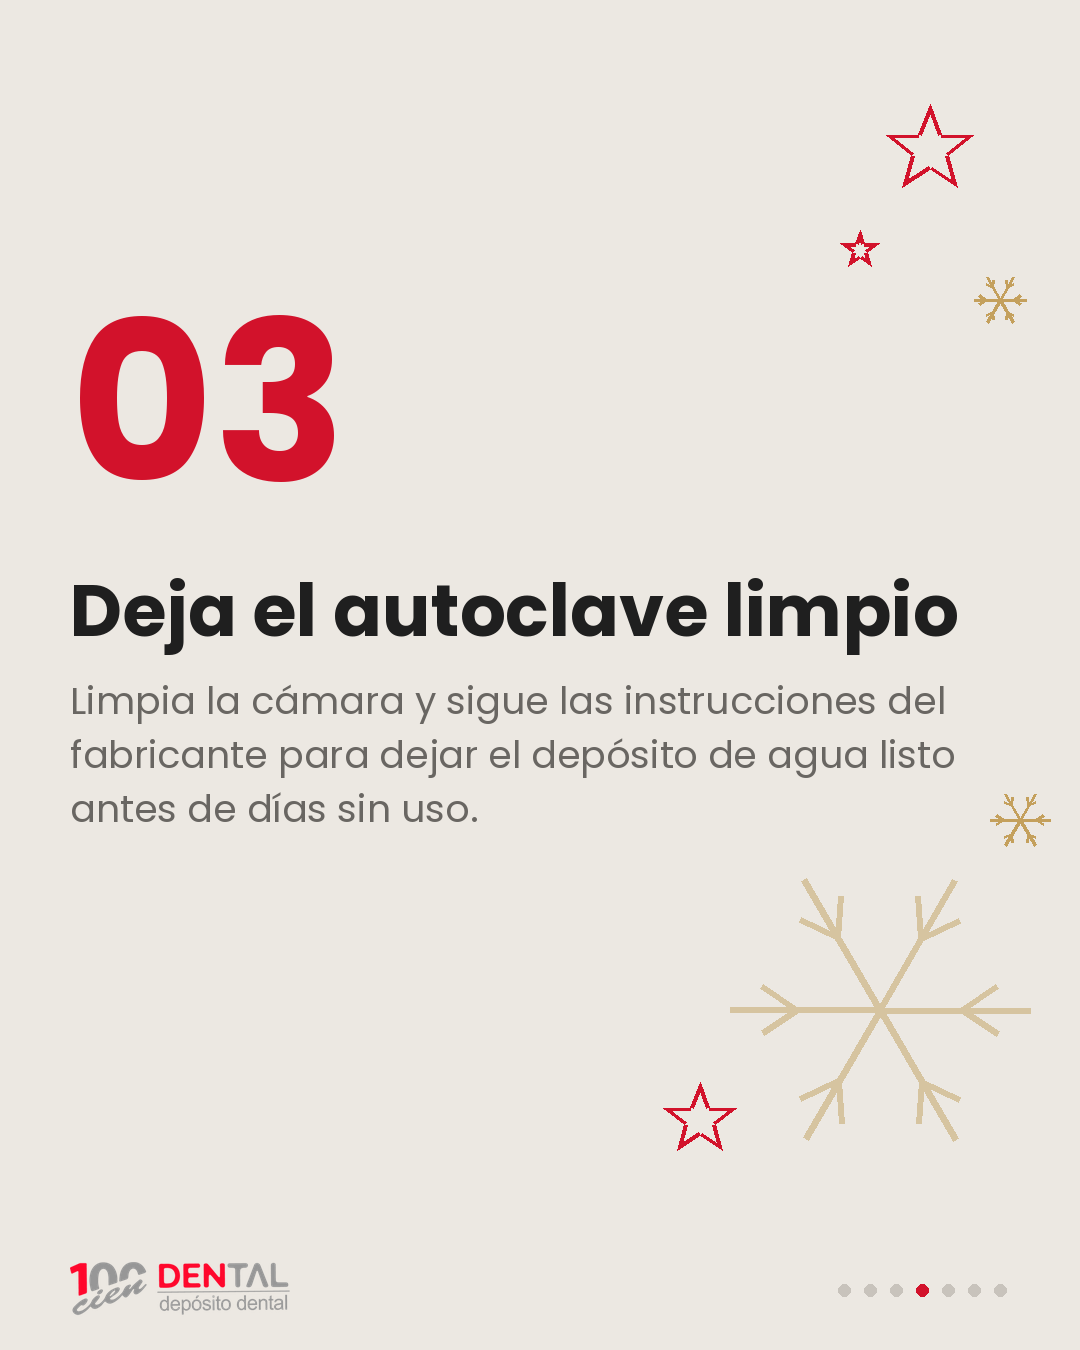 03
Deja el autoclave limpio
Limpia la cámara y sigue las instrucciones del
fabricante para dejar el depósito de agua listo
antes de días sin uso.
100 DENTAL
cien depósito dental